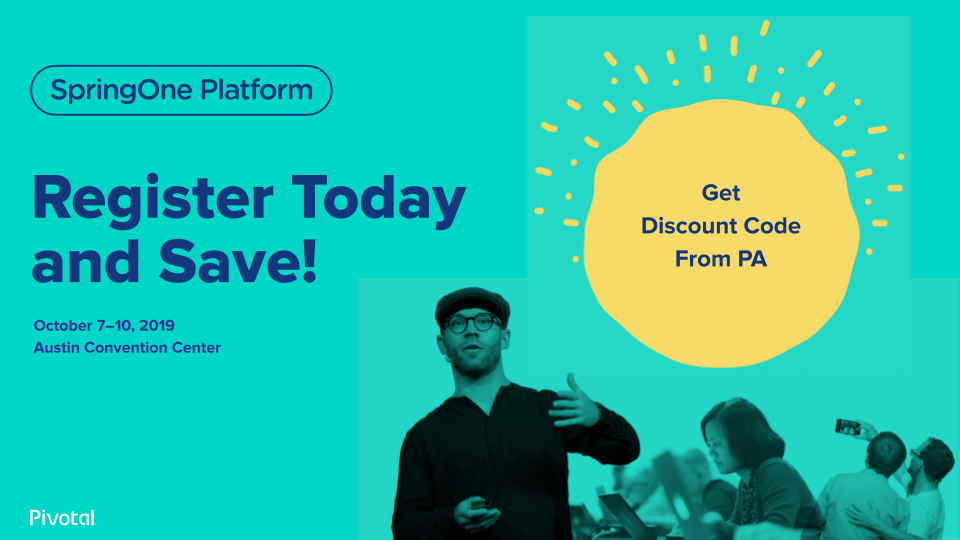 SpringOne Platform
Register Today
and Save!
October 7–10, 2019
Austin Convention Center
Get
Discount Code
From PA
Pivotal